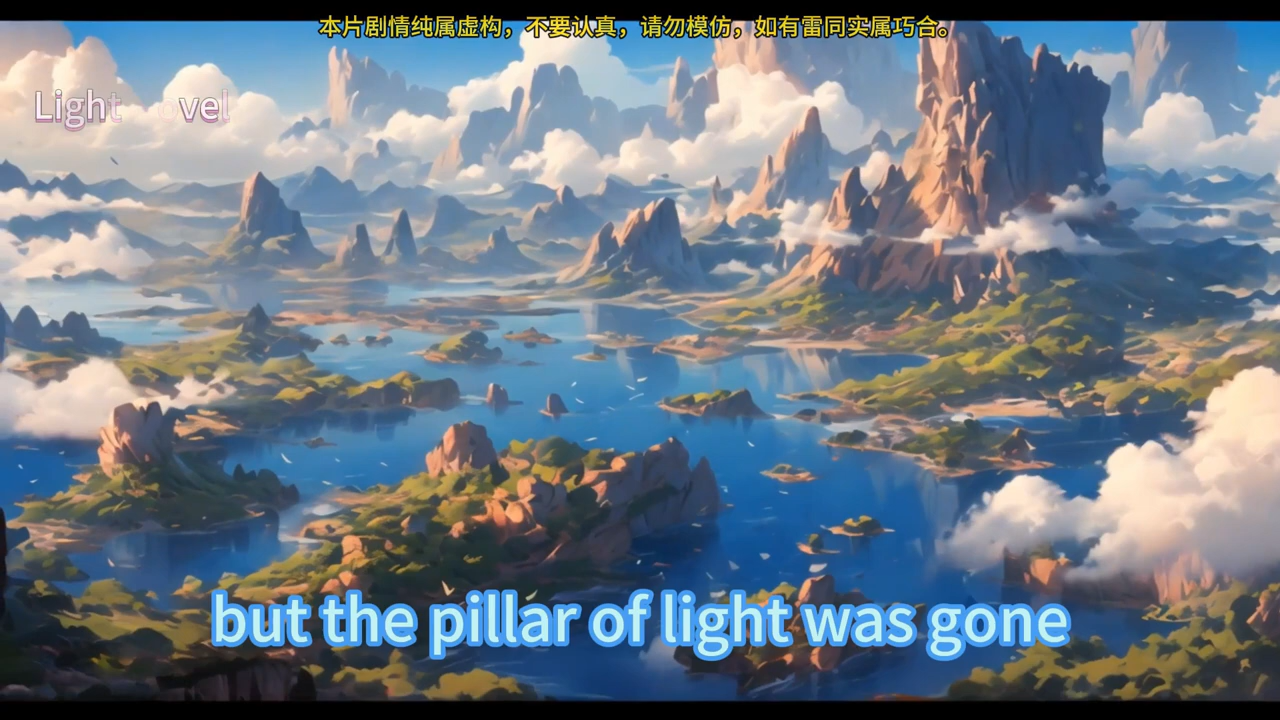 本片剧情纯属虚构，不要认真，请勿模仿，如有雷同实属巧合。
Light vel
but the pillar of light was gone